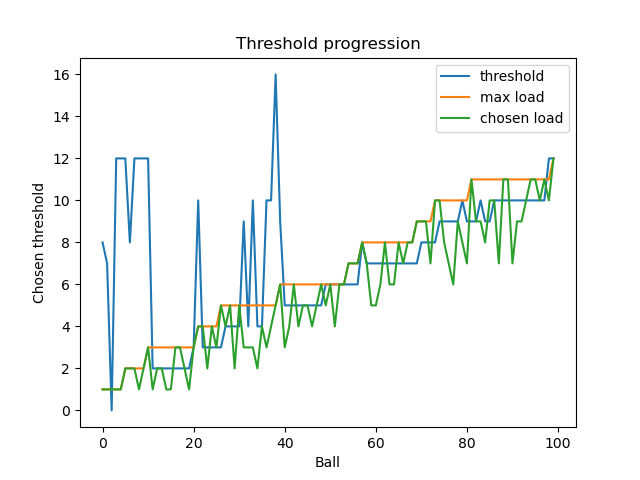 Threshold progression
threshold
max load
chosen load
Chosen threshold
16
14
12
10
8
6
4
2
0
0 20 40 60 80 100
Ball